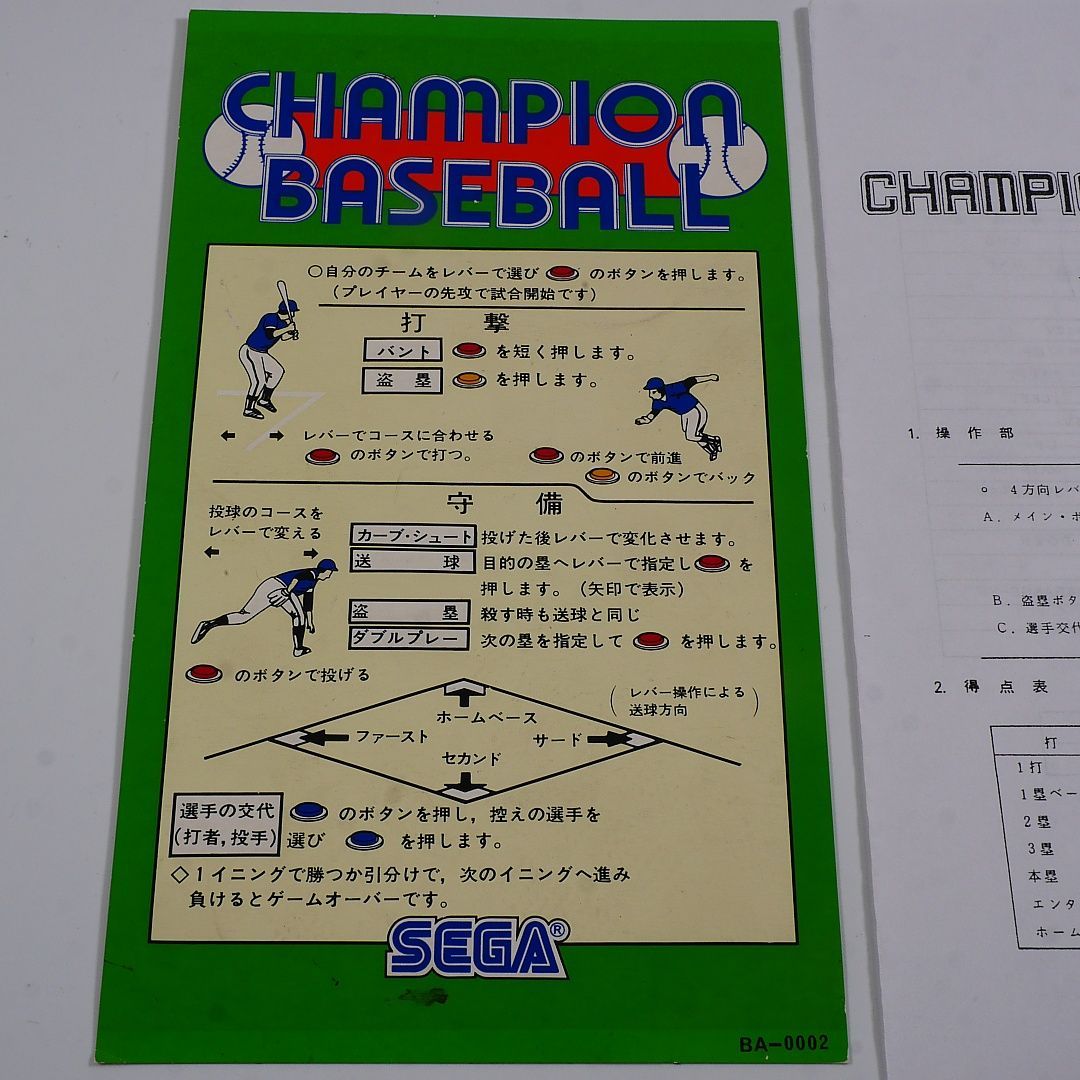 CHAMPION
BASEBALL
○自分のチームをレバーで選び のボタンを押します。
(プレイヤーの先攻で試合開始です)
打 撃
バント を短く押します。
盗 塁 を押します。
レバーでコースに合わせる
のボタンで打つ。
のボタンで前進
のボタンでバック
守 備
投球のコースを
レバーで変える
カーブ・シュート 投げた後レバーで変化させます。
送 球 目的の塁へレバーで指定し を
押します。(矢印で表示)
盗 塁 殺す時も送球と同じ
ダブルプレー 次の塁を指定して を押します。
のボタンで投げる
(レバー操作による
送球方向)
ホームベース
ファースト
サード
セカンド
選手の交代
(打者,投手)
のボタンを押し,控えの選手を
選び を押します。
◇1イニングで勝つか引分けで,次のイニングへ進み
負けるとゲームオーバーです。
SEGA®
BA-0002
CHAMPIO
1. 操 作 部
○ 4方向レバ
A. メイン・ボ
B. 盗塁ボタ
C. 選手交代
2. 得 点 表
打
1打
1塁ベー
2塁
3塁
本塁
エンタ
ホーム